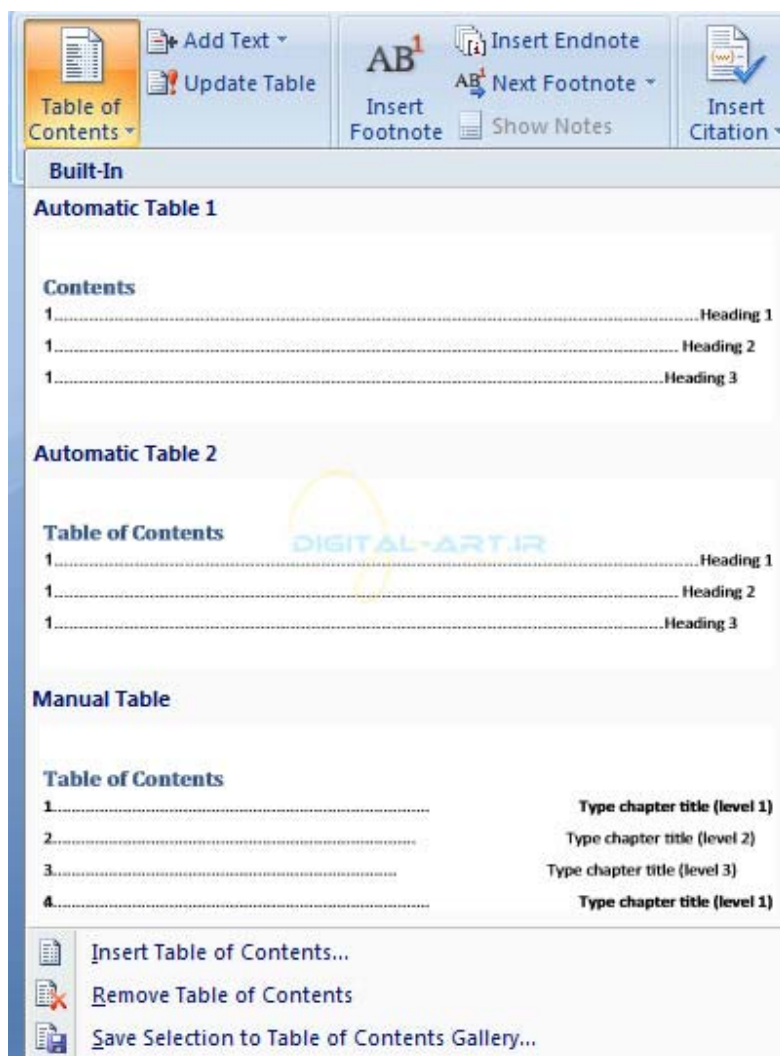 Table of Contents
Add Text
Update Table
AB1
Insert Footnote
Insert Endnote
AB1 Next Footnote
Show Notes
Insert Citation
Built-In
Automatic Table 1
Contents
1........Heading 1
1........Heading 2
1........Heading 3
Automatic Table 2
DIGITAL-ART.IR
Table of Contents
1........Heading 1
1........Heading 2
1........Heading 3
Manual Table
Table of Contents
1........Type chapter title (level 1)
2........Type chapter title (level 2)
3........Type chapter title (level 3)
4........Type chapter title (level 1)
Insert Table of Contents...
Remove Table of Contents
Save Selection to Table of Contents Gallery...